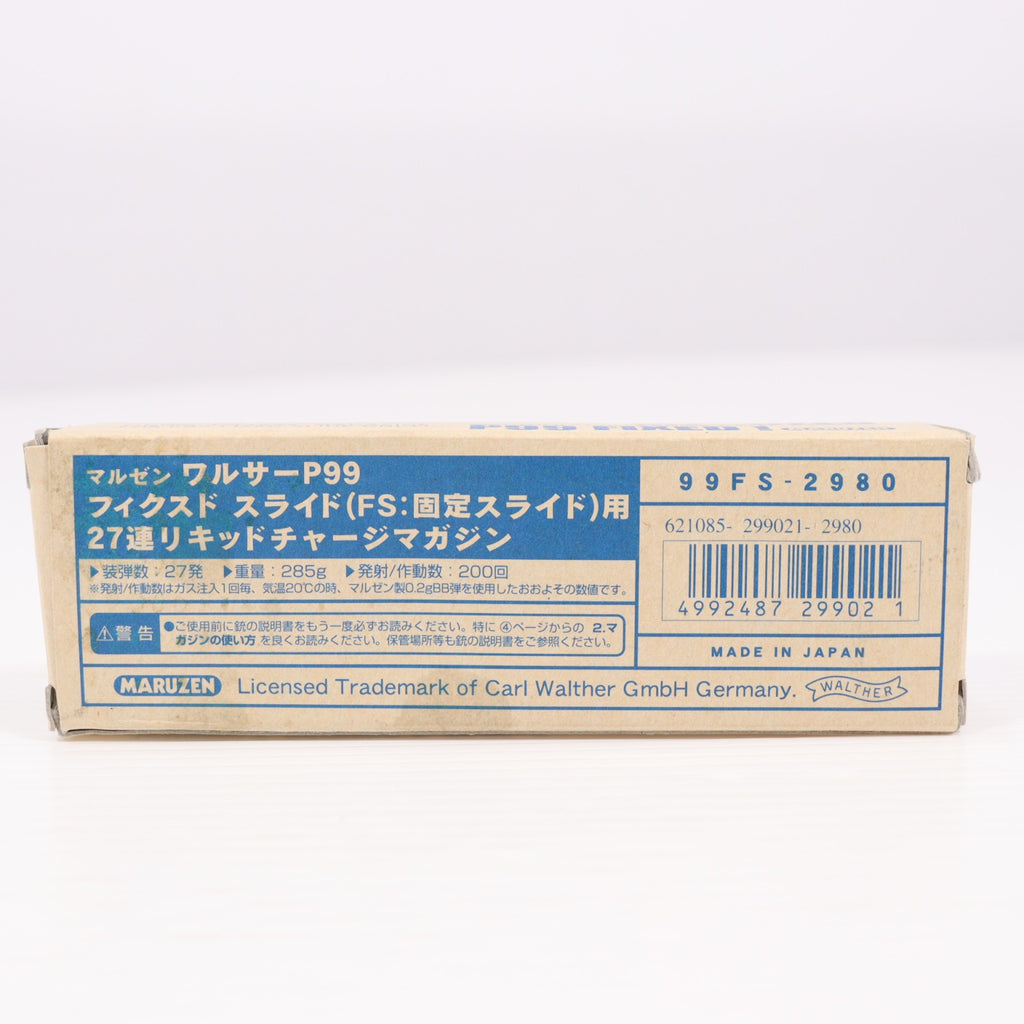 P99 FIXED
マルゼン ワルサーP99
フィクスド スライド(FS:固定スライド)用
27連リキッドチャージマガジン
▶装弾数:27発 ▶重量:285g ▶発射/作動数:200回
※発射/作動数はガス注入1回毎、気温20℃の時、マルゼン製0.2gBB弾を使用したおおよその数値です。
⚠警告
●ご使用前に銃の説明書をもう一度必ずお読みください。特に ④ページからの 2.マ
ガジンの使い方 を良くお読みください。保管場所等も銃の説明書をご参照ください。
99FS-2980
621085- 299021- 2980
4992487 299021
MADE IN JAPAN
MARUZEN Licensed Trademark of Carl Walther GmbH Germany. WALTHER